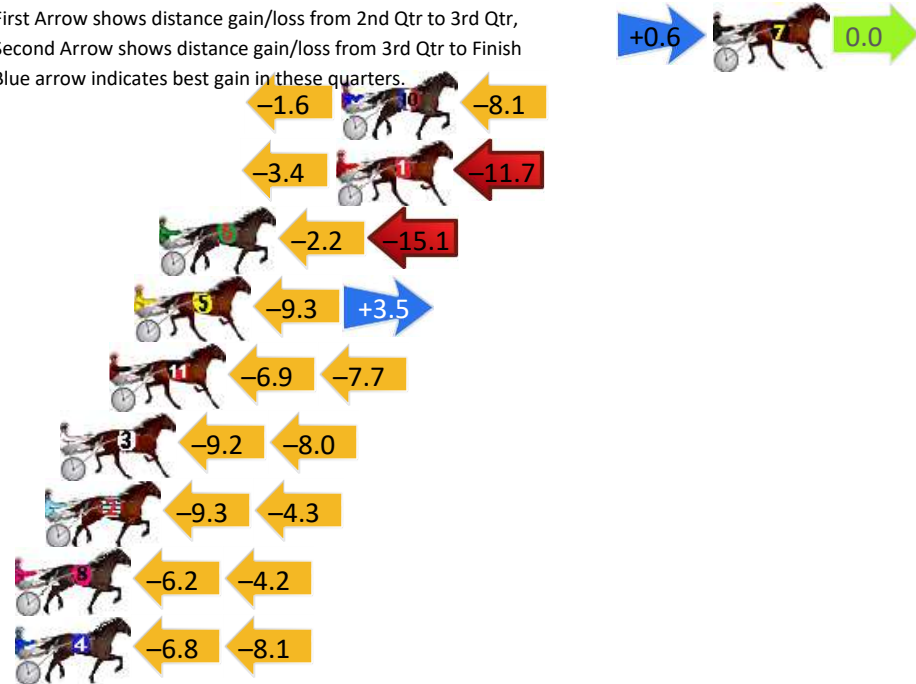 First Arrow shows distance gain/loss from 2nd Qtr to 3rd Qtr,
Second Arrow shows distance gain/loss from 3rd Qtr to Finish
Blue arrow indicates best gain in these quarters.
+0.6 7 0.0
–1.6 10 –8.1
–3.4 1 –11.7
–2.2 –15.1
5 –9.3 +3.5
11 –6.9 –7.7
3 –9.2 –8.0
–9.3 –4.3
8 –6.2 –4.2
4 –6.8 –8.1